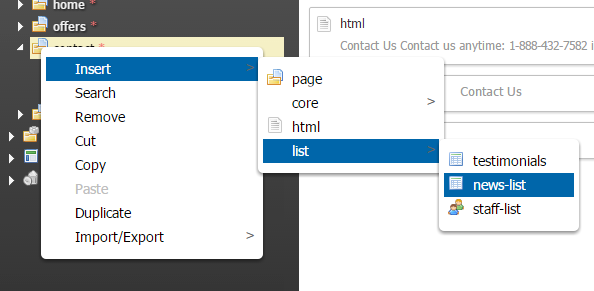 home *
offers *
contact *
Insert >
Search
Remove
Cut
Copy
Paste
Duplicate
Import/Export >
page
core >
html
list >
testimonials
news-list
staff-list
html
Contact Us Contact us anytime: 1-888-432-7582 i
Contact Us